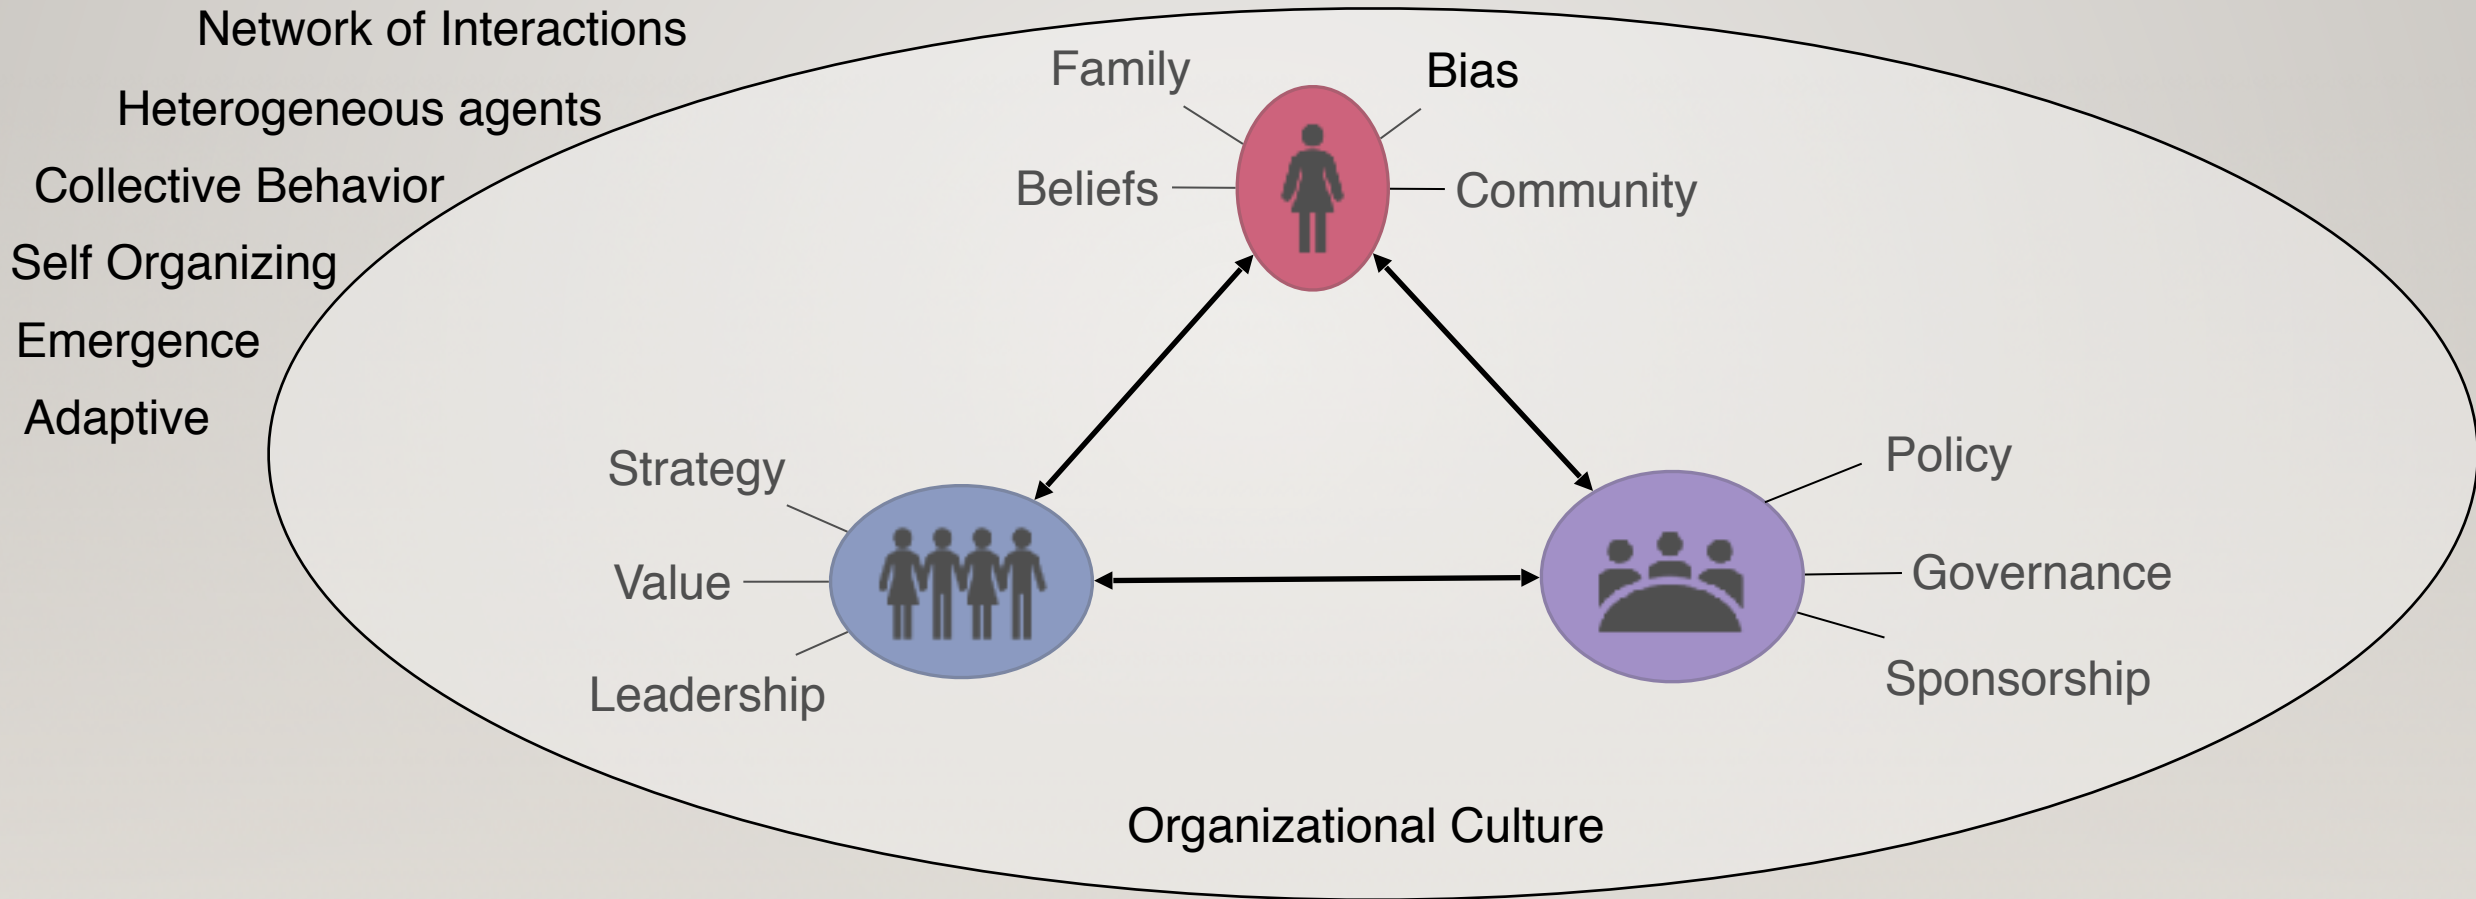 Network of Interactions
Heterogeneous agents
Collective Behavior
Self Organizing
Emergence
Adaptive
Family
Bias
Beliefs
Community
Strategy
Value
Leadership
Policy
Governance
Sponsorship
Organizational Culture